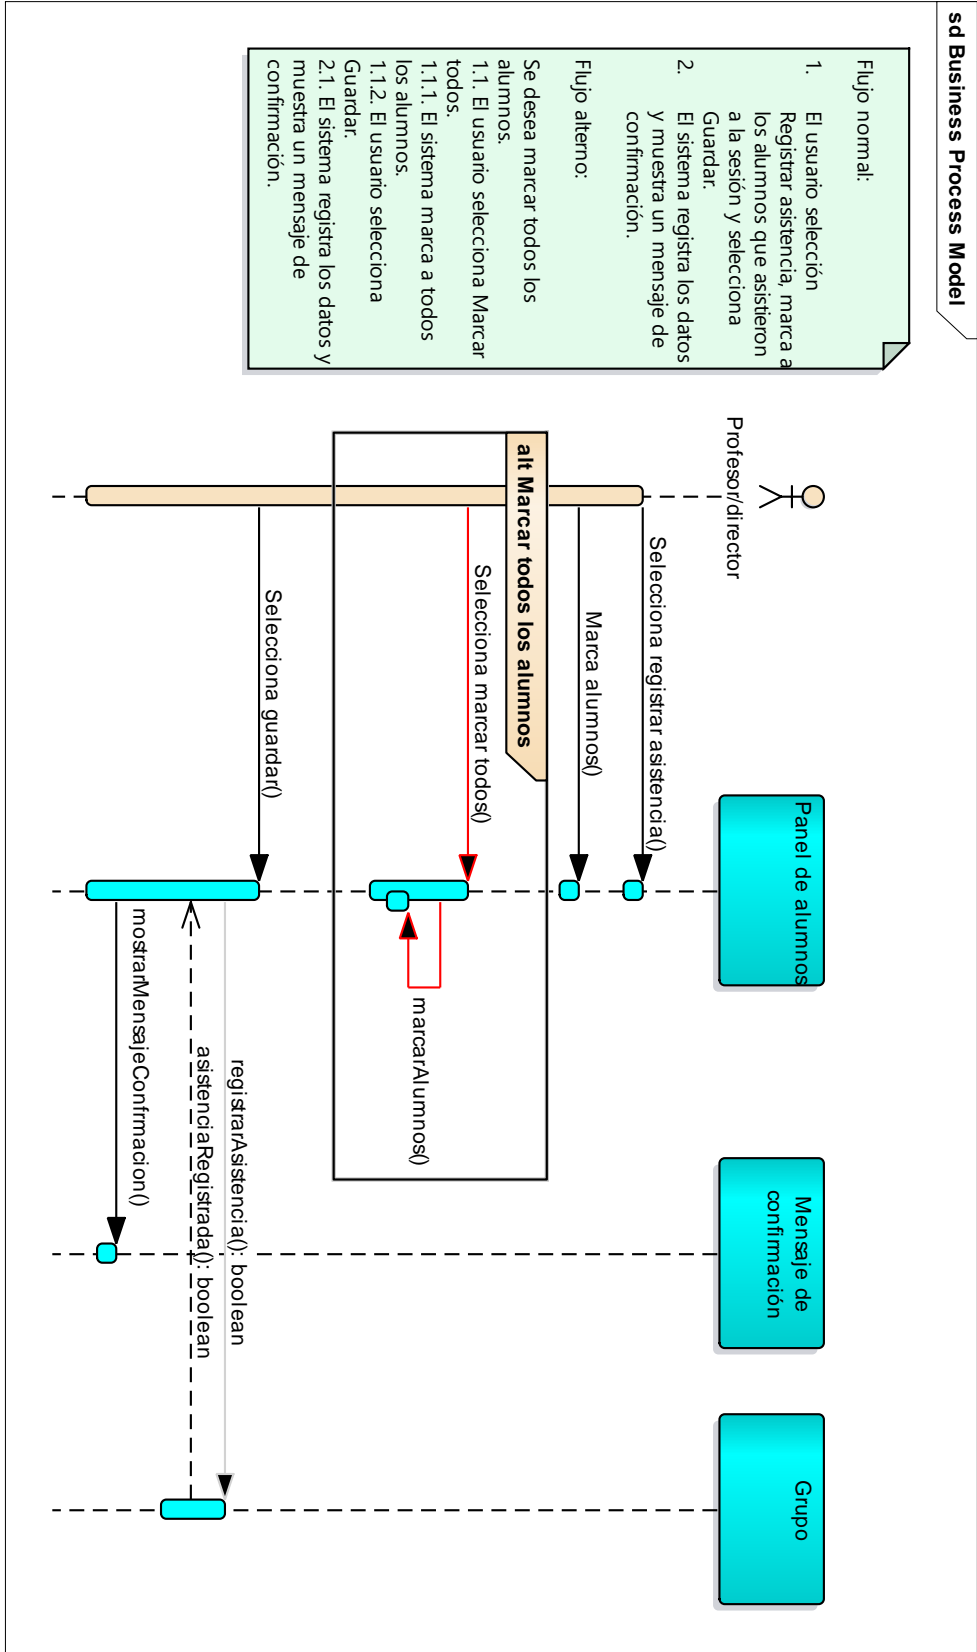 sd Business Process Model
Flujo normal:
1. El usuario selección
Registrar asistencia, marca a
los alumnos que asistieron
a la sesión y selecciona
Guardar.
2. El sistema registra los datos
y muestra un mensaje de
confirmación.
Flujo alterno:
Se desea marcar todos los
alumnos.
1.1. El usuario selecciona Marcar
todos.
1.1.1. El sistema marca a todos
los alumnos.
1.1.2. El usuario selecciona
Guardar.
2.1. El sistema registra los datos y
muestra un mensaje de
confirmación.
Profesor/director
Panel de alumnos
Mensaje de
confirmación
Grupo
Selecciona registrar asistencia()
Marca alumnos()
alt Marcar todos los alumnos
Selecciona marcar todos()
marcarAlumnos()
Selecciona guardar()
registrarAsistencia(): boolean
asistenciaRegistrada(): boolean
mostrarMensajeConfrmacion()